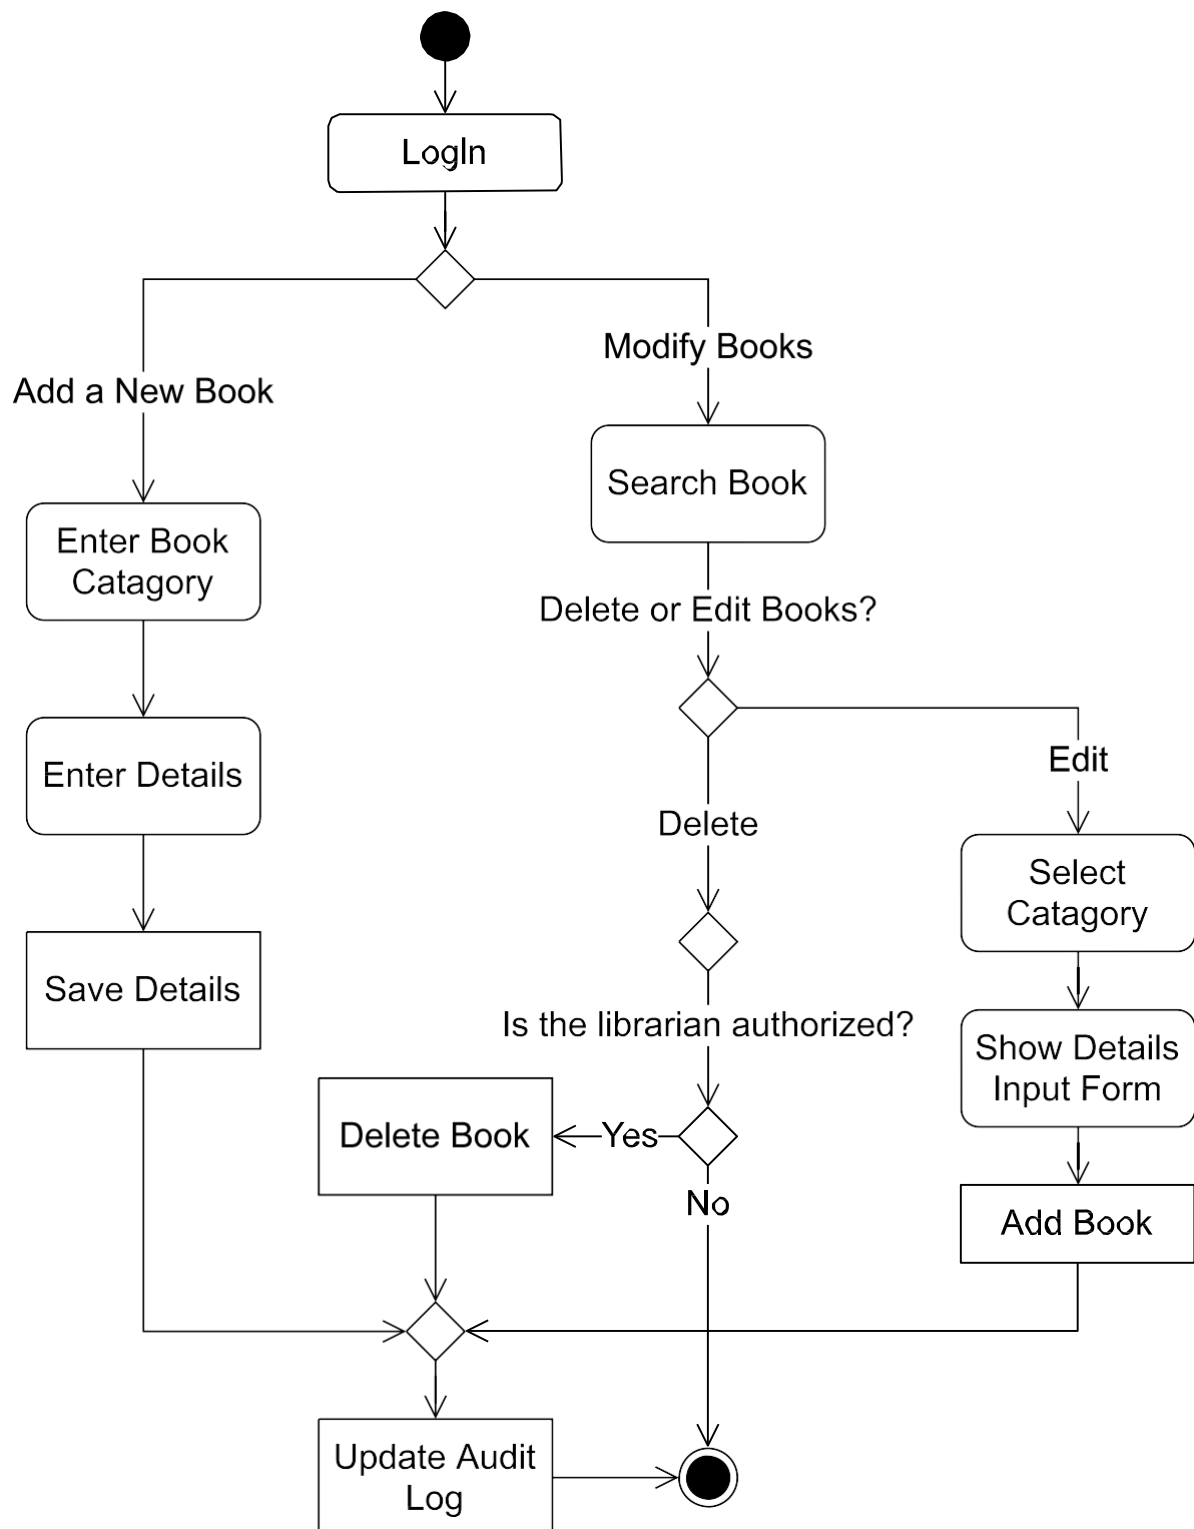 LogIn
Modify Books
Add a New Book
Search Book
Enter Book
Catagory
Delete or Edit Books?
Edit
Enter Details
Delete
Select
Catagory
Save Details
Is the librarian authorized?
Show Details
Input Form
Delete Book
Yes
No
Add Book
Update Audit
Log